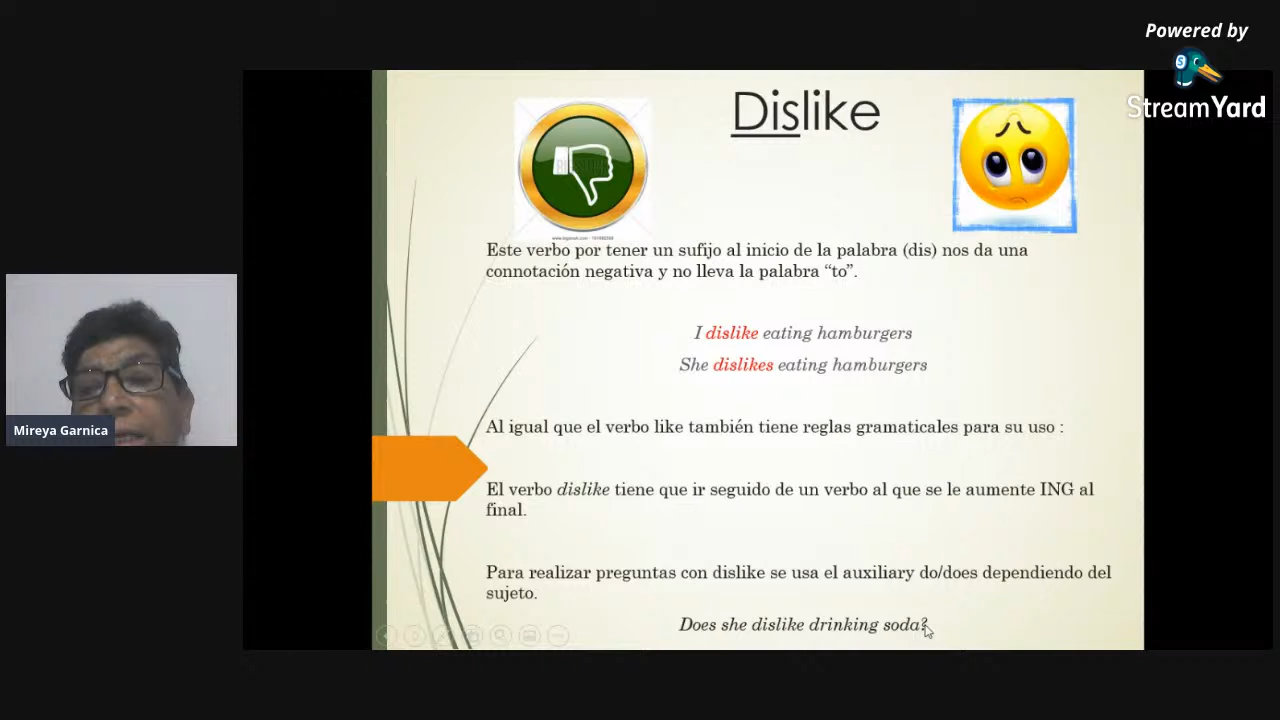 Powered by
StreamYard
Dislike
Este verbo por tener un sufijo al inicio de la palabra (dis) nos da una
connotación negativa y no lleva la palabra “to”.
I dislike eating hamburgers
She dislikes eating hamburgers
Al igual que el verbo like también tiene reglas gramaticales para su uso :
El verbo dislike tiene que ir seguido de un verbo al que se le aumente ING al
final.
Para realizar preguntas con dislike se usa el auxiliary do/does dependiendo del
sujeto.
Does she dislike drinking soda?
Mireya Garnica